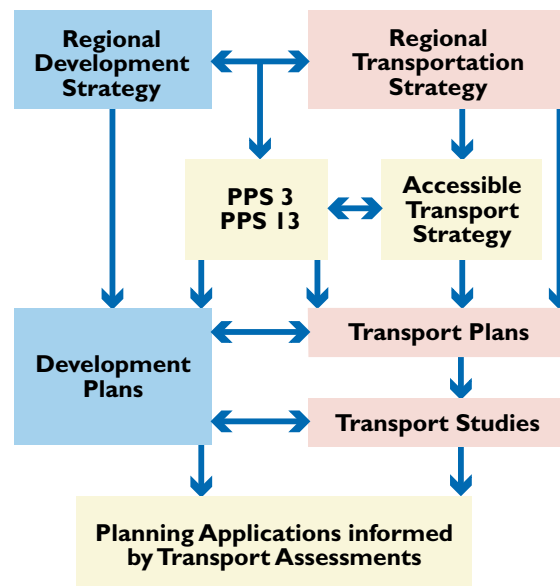 Regional
Development
Strategy
Regional
Transportation
Strategy
PPS 3
PPS 13
Accessible
Transport
Strategy
Development
Plans
Transport Plans
Transport Studies
Planning Applications informed
by Transport Assessments